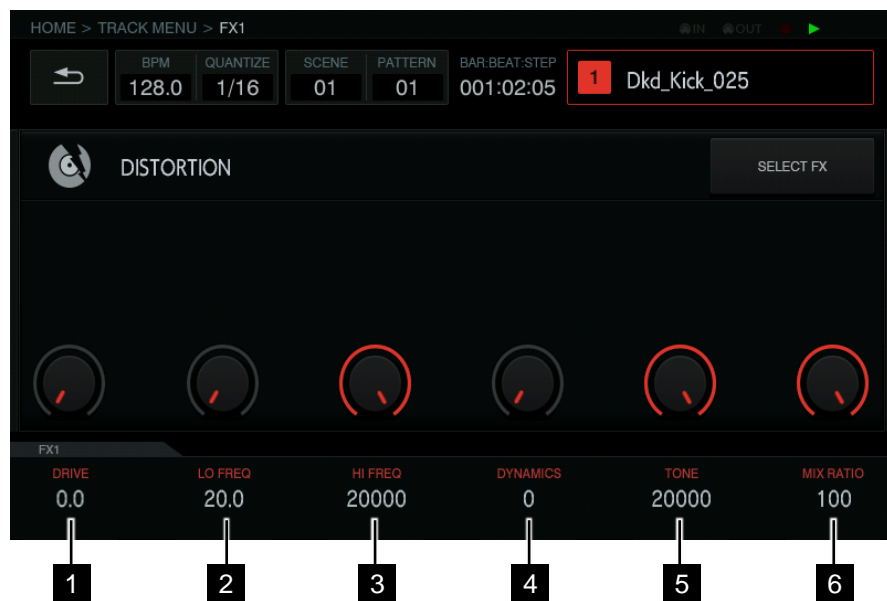 HOME > TRACK MENU > FX1
IN OUT
BPM QUANTIZE SCENE PATTERN BAR:BEAT:STEP
128.0 1/16 01 01 001:02:05
1 Dkd_Kick_025
DISTORTION
SELECT FX
FX1
DRIVE LO FREQ HI FREQ DYNAMICS TONE MIX RATIO
0.0 20.0 20000 0 20000 100
1 2 3 4 5 6